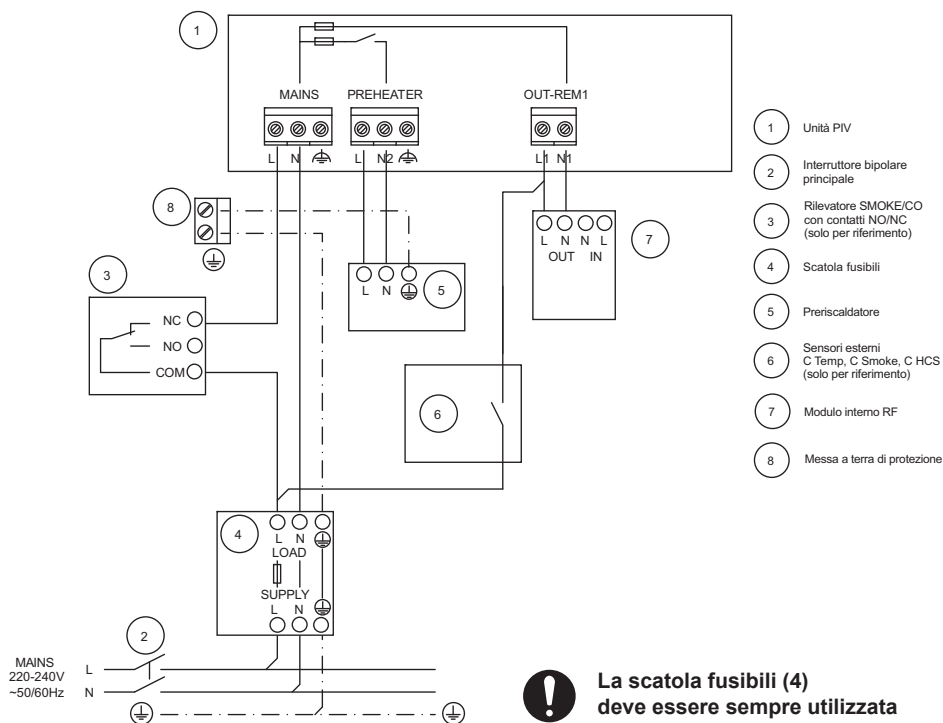 1
MAINS
PREHEATER
OUT-REM1
L N
L N2
L1 N1
8
3
NC
NO
COM
L N
5
L N N L
OUT IN
7
6
4
L N
LOAD
SUPPLY
L N
2
MAINS
220-240V
~50/60Hz
L
N
1 Unità PIV
2 Interruttore bipolare
principale
3 Rilevatore SMOKE/CO
con contatti NO/NC
(solo per riferimento)
4 Scatola fusibili
5 Preriscaldatore
6 Sensori esterni
C Temp, C Smoke, C HCS
(solo per riferimento)
7 Modulo interno RF
8 Messa a terra di protezione
La scatola fusibili (4)
deve essere sempre utilizzata